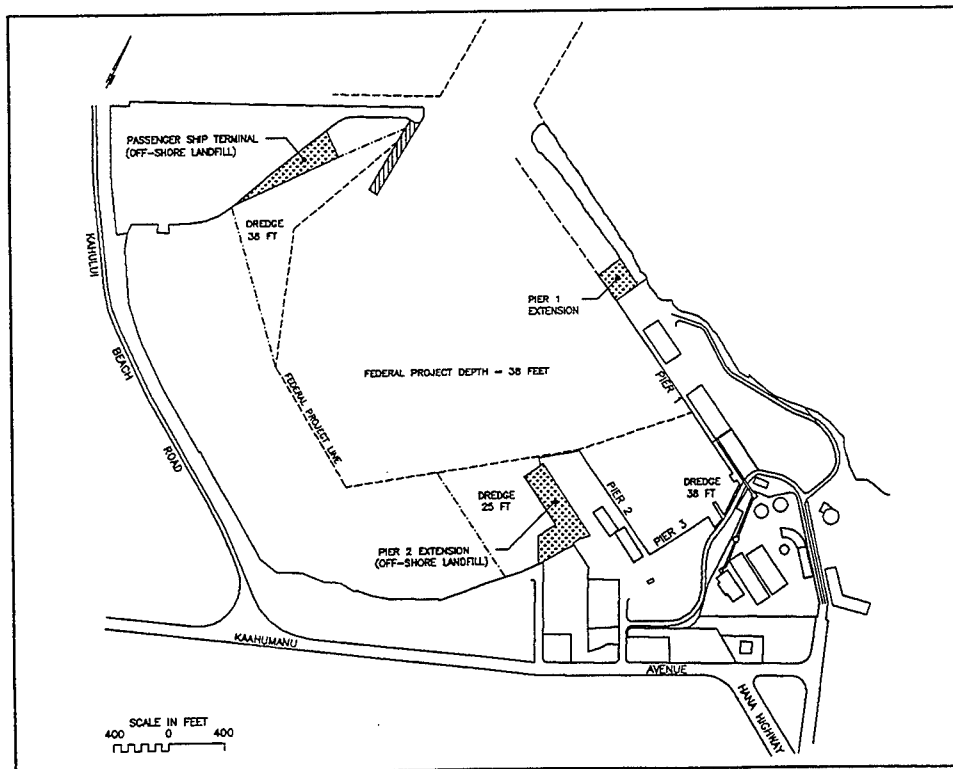 PASSENGER SHIP TERMINAL
(OFF-SHORE LANDFILL)
DREDGE
38 FT
KAHULUI
BEACH
ROAD
PIER 1
EXTENSION
FEDERAL PROJECT DEPTH = 38 FEET
FEDERAL PROJECT LINE
PIER 1
DREDGE
25 FT
PIER 2
DREDGE
38 FT
PIER 3
PIER 2 EXTENSION
(OFF-SHORE LANDFILL)
KAAHUMANU
AVENUE
HANA HIGHWAY
SCALE IN FEET
400 0 400